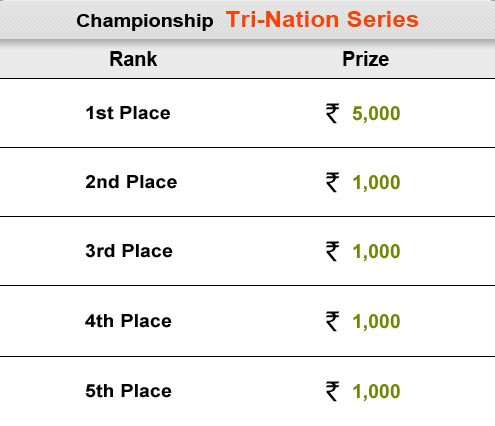 Championship Tri-Nation Series
Rank Prize
1st Place ₹ 5,000
2nd Place ₹ 1,000
3rd Place ₹ 1,000
4th Place ₹ 1,000
5th Place ₹ 1,000